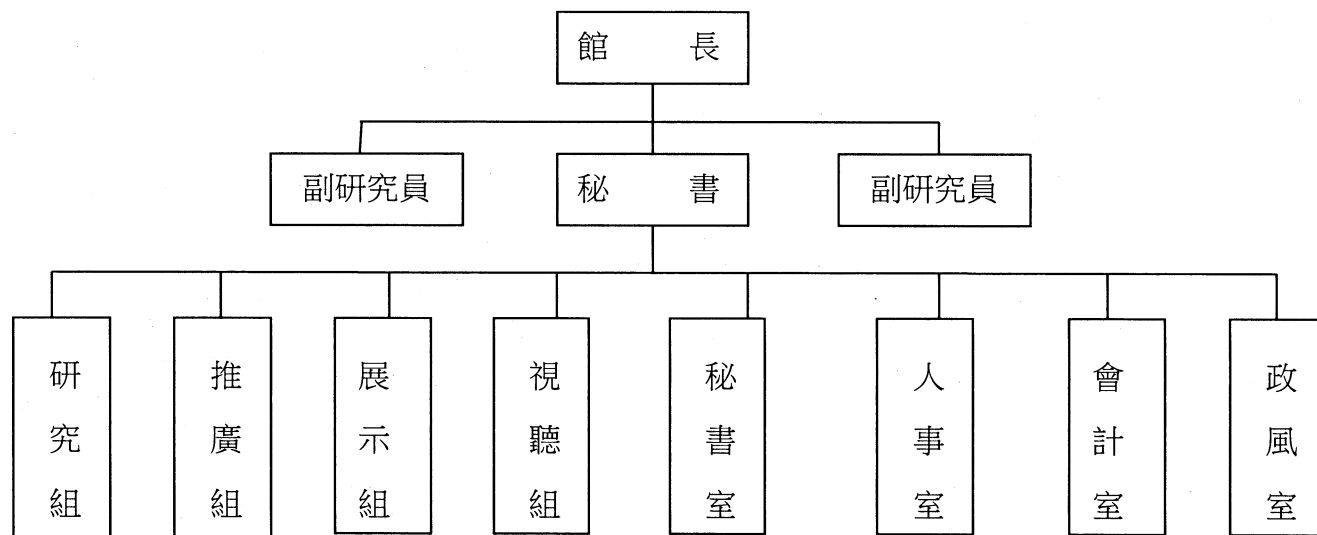 館長
副研究員
秘書
副研究員
研究組
推廣組
展示組
視聽組
秘書室
人事室
會計室
政風室